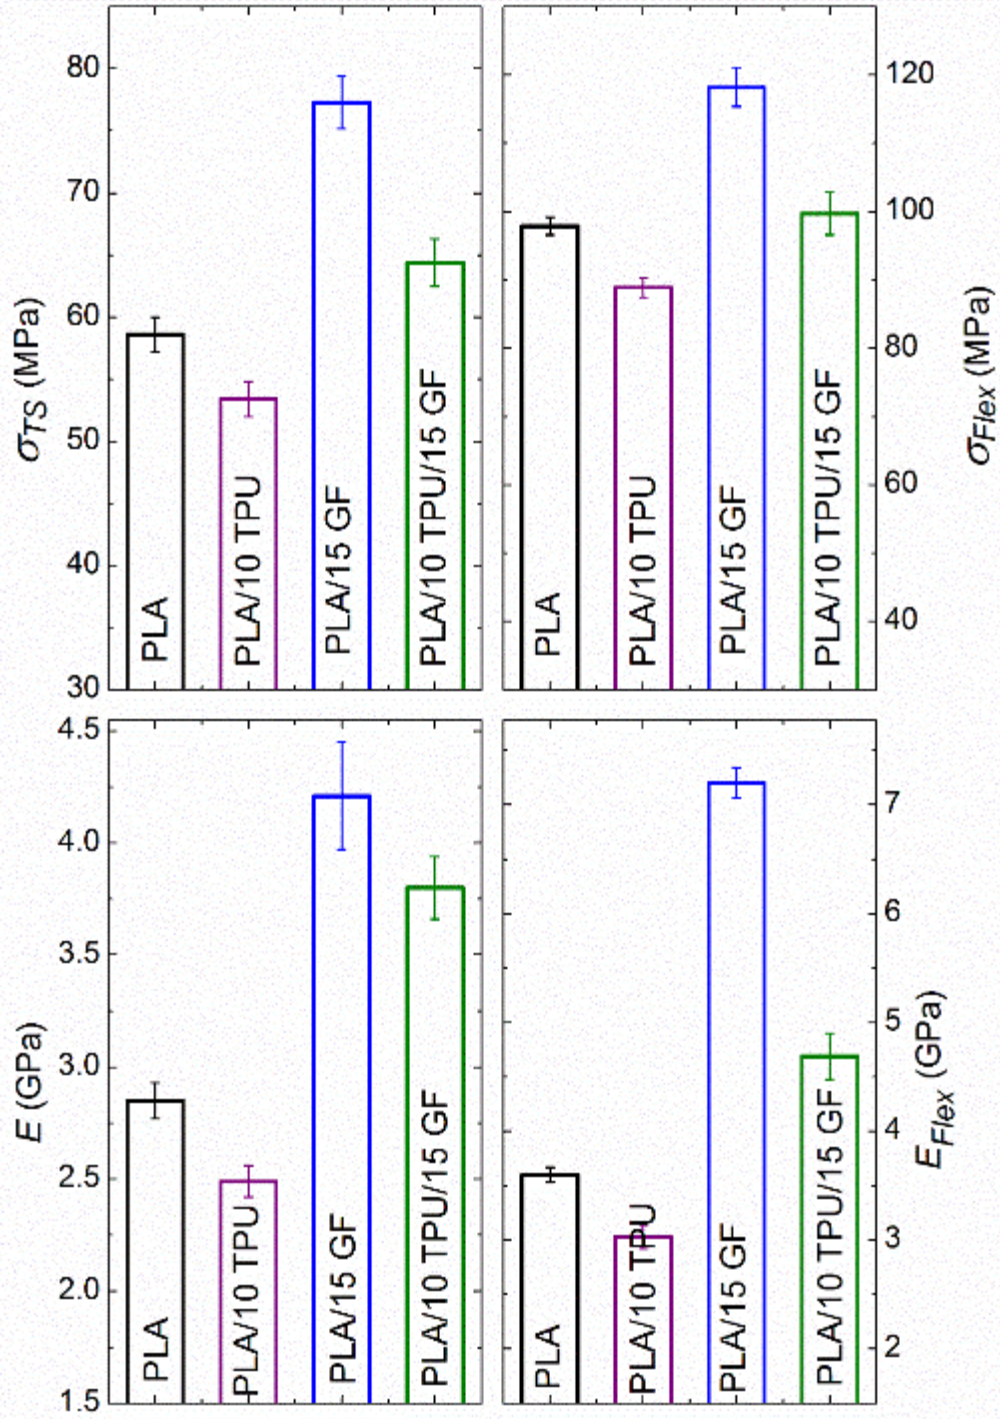 80
70
60
50
40
30
σTS (MPa)
PLA
PLA/10 TPU
PLA/15 GF
PLA/10 TPU/15 GF
120
100
80
60
40
σFlex (MPa)
PLA
PLA/10 TPU
PLA/15 GF
PLA/10 TPU/15 GF
4.5
4.0
3.5
3.0
2.5
2.0
1.5
E (GPa)
PLA
PLA/10 TPU
PLA/15 GF
PLA/10 TPU/15 GF
7
6
5
4
3
2
EFlex (GPa)
PLA
PLA/10 TPU
PLA/15 GF
PLA/10 TPU/15 GF